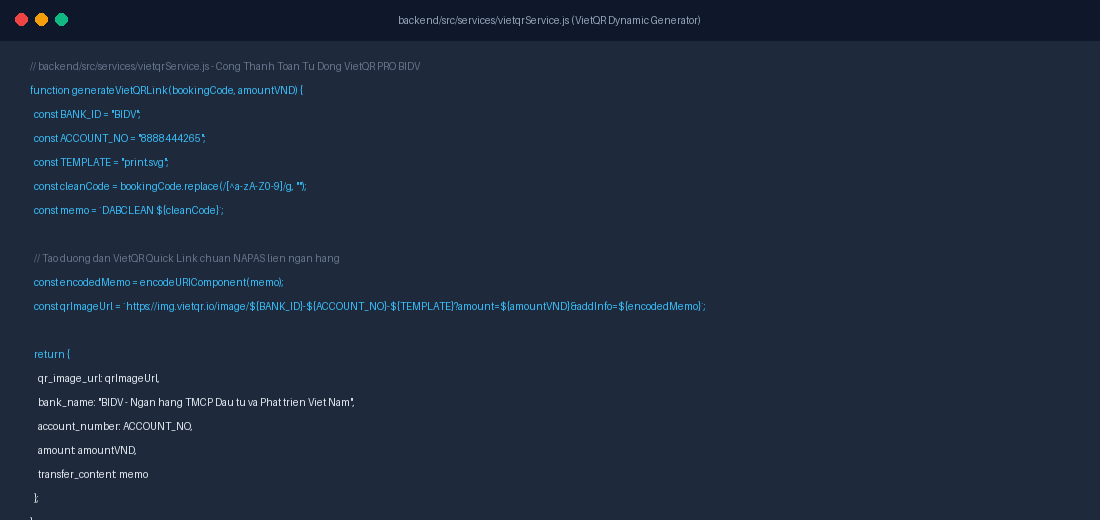 backend/src/services/vietqrService.js (VietQR Dynamic Generator)
// backend/src/services/vietqrService.js - Cong Thanh Toan Tu Dong VietQR PRO BIDV
function generateVietQRLink(bookingCode, amountVND) {
const BANK_ID = "BIDV";
const ACCOUNT_NO = "8888444265";
const TEMPLATE = "print.svg";
const cleanCode = bookingCode.replace(/[^a-zA-Z0-9]/g, "");
const memo = `DABCLEAN ${cleanCode}`;
// Tao duong dan VietQR Quick Link chuan NAPAS lien ngan hang
const encodedMemo = encodeURIComponent(memo);
const qrImageUrl = `https://img.vietqr.io/image/${BANK_ID}-${ACCOUNT_NO}-${TEMPLATE}?amount=${amountVND}&addInfo=${encodedMemo}`;
return {
qr_image_url: qrImageUrl,
bank_name: "BIDV - Ngan hang TMCP Dau tu va Phat trien Viet Nam",
account_number: ACCOUNT_NO,
amount: amountVND,
transfer_content: memo
};
}